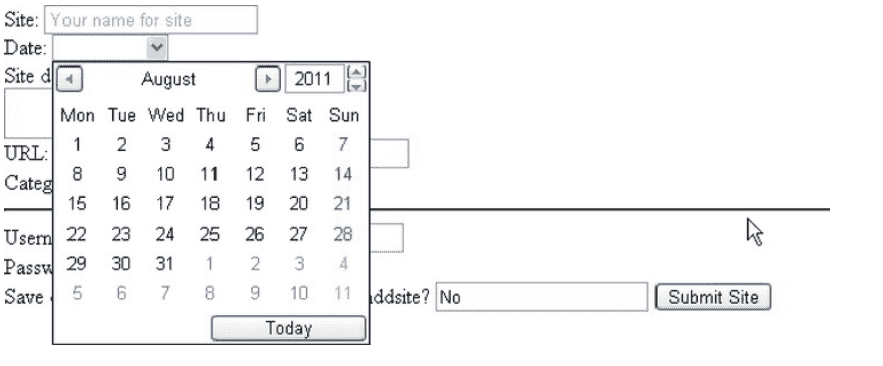 Site: Your name for site
Date:
Site d
August 2011
Mon Tue Wed Thu Fri Sat Sun
1 2 3 4 5 6 7
URL:
8 9 10 11 12 13 14
Categ
15 16 17 18 19 20 21
Usern
22 23 24 25 26 27 28
Passw
29 30 31 1 2 3 4
Save
5 6 7 8 9 10 11
ddsite? No Submit Site
Today